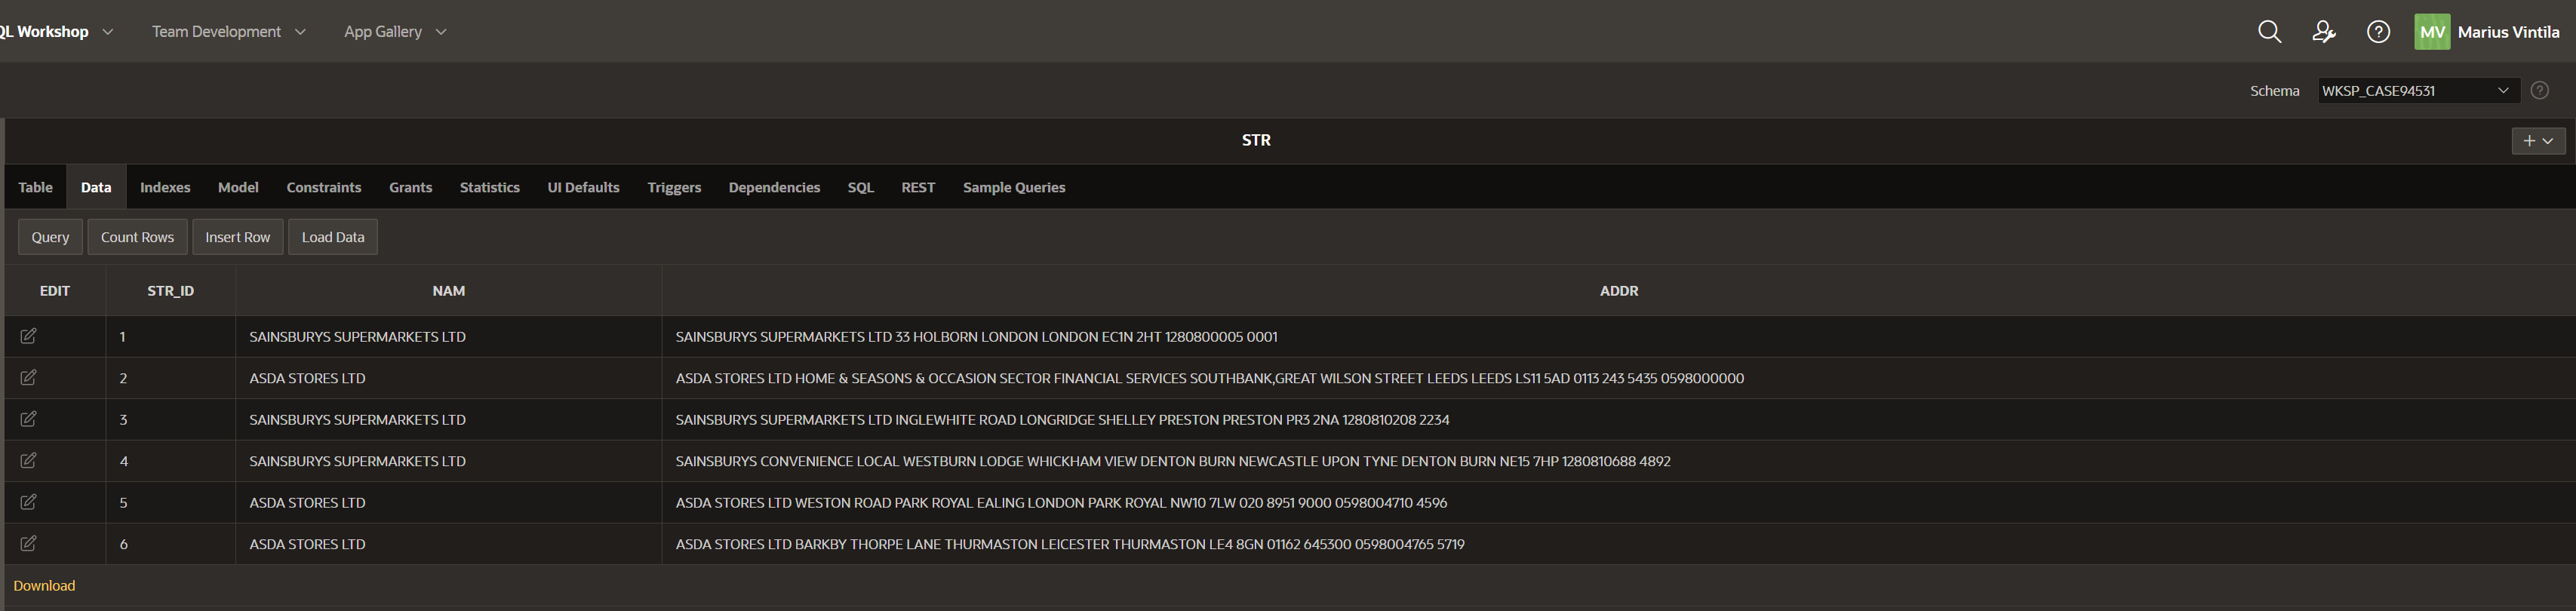 QL Workshop Team Development App Gallery MV Marius Vintila
Schema WKSP_CASE94531
STR
Table Data Indexes Model Constraints Grants Statistics UI Defaults Triggers Dependencies SQL REST Sample Queries
Query Count Rows Insert Row Load Data
EDIT STR_ID NAM ADDR
1 SAINSBURYS SUPERMARKETS LTD SAINSBURYS SUPERMARKETS LTD 33 HOLBORN LONDON LONDON EC1N 2HT 1280800005 0001
2 ASDA STORES LTD ASDA STORES LTD HOME & SEASONS & OCCASION SECTOR FINANCIAL SERVICES SOUTHBANK,GREAT WILSON STREET LEEDS LEEDS LS11 5AD 0113 243 5435 0598000000
3 SAINSBURYS SUPERMARKETS LTD SAINSBURYS SUPERMARKETS LTD INGLEWHITE ROAD LONGRIDGE SHELLEY PRESTON PRESTON PR3 2NA 1280810208 2234
4 SAINSBURYS SUPERMARKETS LTD SAINSBURYS CONVENIENCE LOCAL WESTBURN LODGE WHICKHAM VIEW DENTON BURN NEWCASTLE UPON TYNE DENTON BURN NE15 7HP 1280810688 4892
5 ASDA STORES LTD ASDA STORES LTD WESTON ROAD PARK ROYAL EALING LONDON PARK ROYAL NW10 7LW 020 8951 9000 0598004710 4596
6 ASDA STORES LTD ASDA STORES LTD BARKBY THORPE LANE THURMASTON LEICESTER THURMASTON LE4 8GN 01162 645300 0598004765 5719
Download